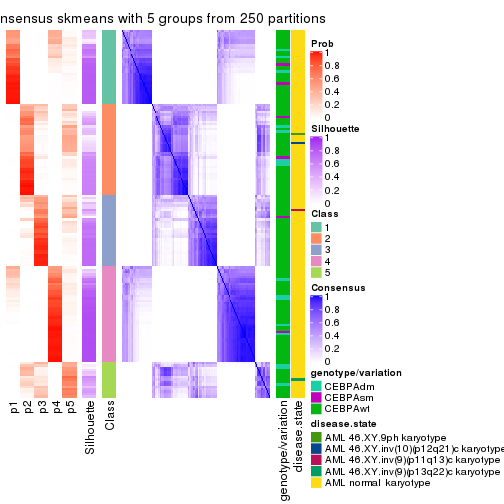 nsensus skmeans with 5 groups from 250 partitions
Prob
1
0.8
0.6
0.4
0.2
0
Silhouette
1
0.8
0.6
0.4
0.2
0
Class
1
2
3
4
5
Consensus
1
0.8
0.6
0.4
0.2
0
genotype/variation
CEBPAdm
CEBPAsm
CEBPAwt
disease.state
AML 46.XY.9ph karyotype
AML 46.XY.inv(10)(p12q21)c karyotype
AML 46.XY.inv(9)(p11q13)c karyotype
AML 46.XY.inv(9)(p13q22)c karyotype
AML normal karyotype
p1
p2
p3
p4
p5
Silhouette
Class
genotype/variation
disease.state